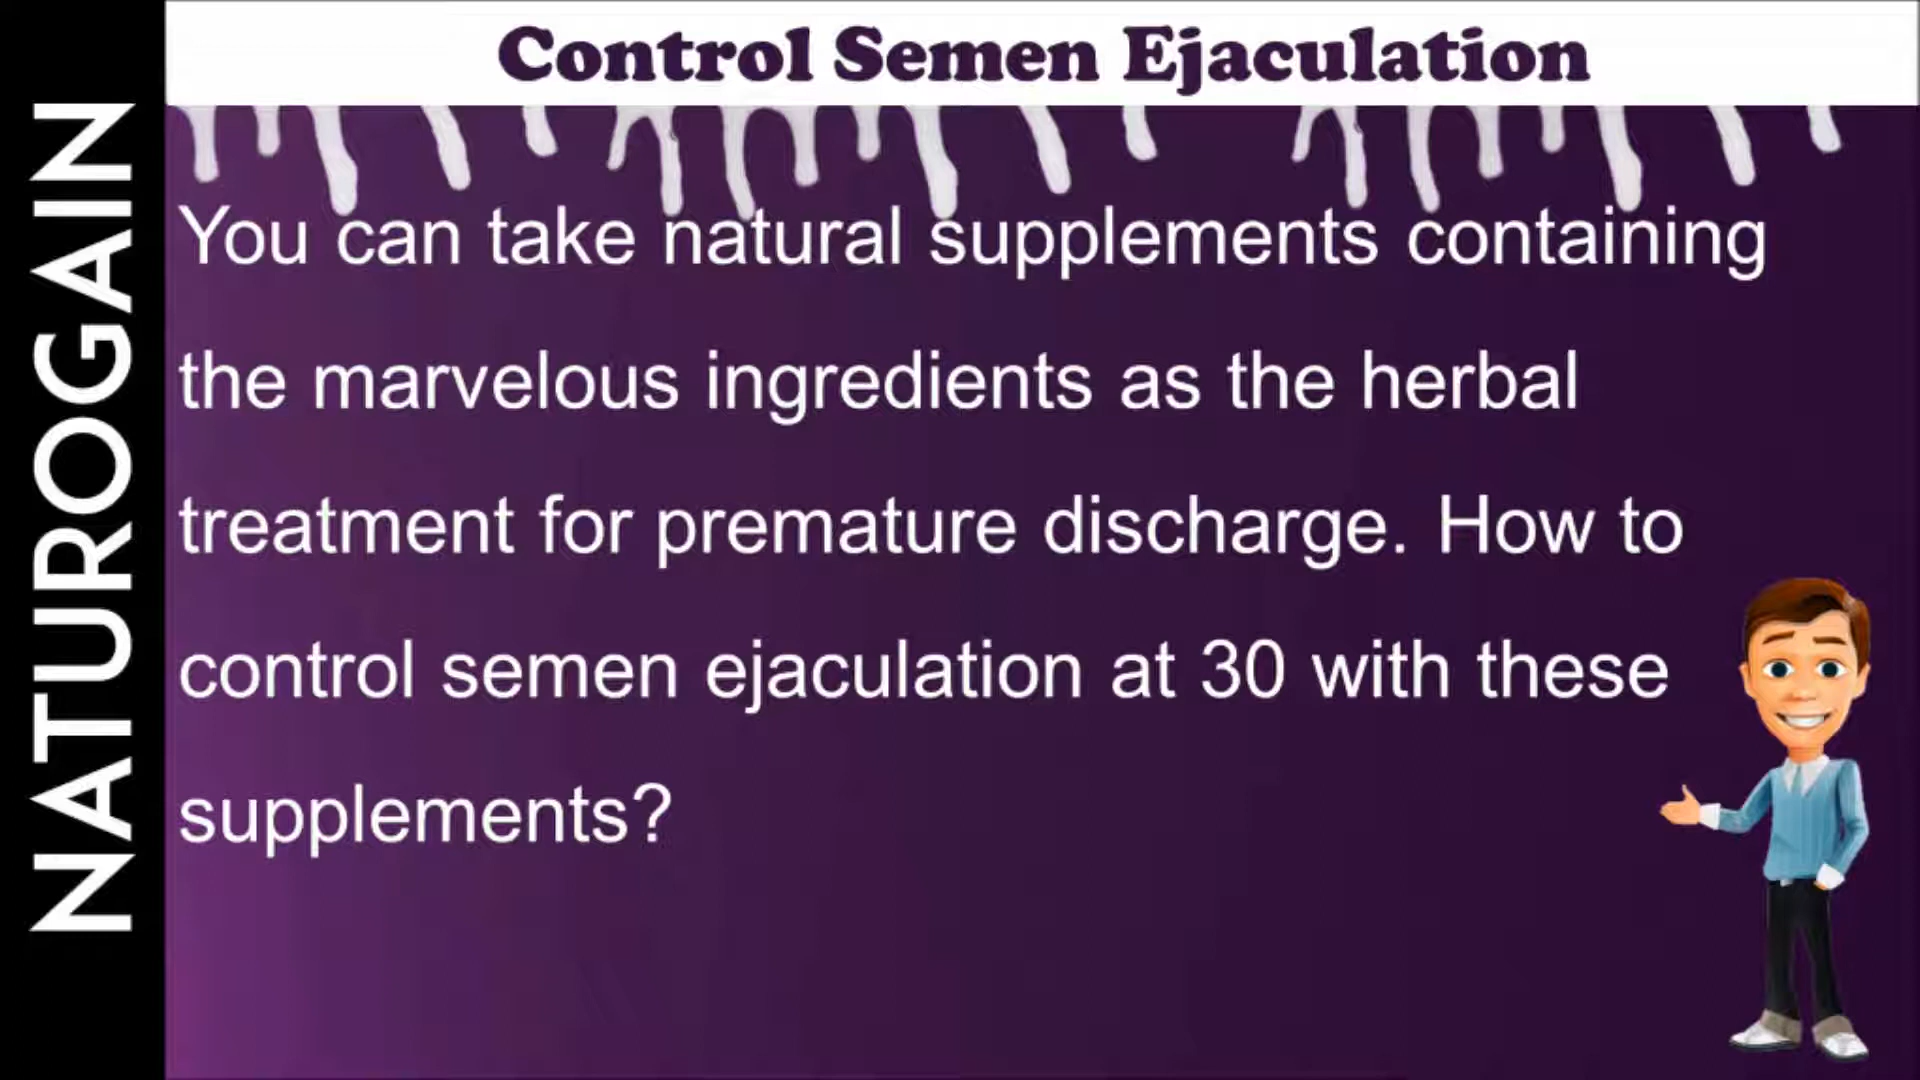 NATUROGAIN
Control Semen Ejaculation
You can take natural supplements containing
the marvelous ingredients as the herbal
treatment for premature discharge. How to
control semen ejaculation at 30 with these
supplements?